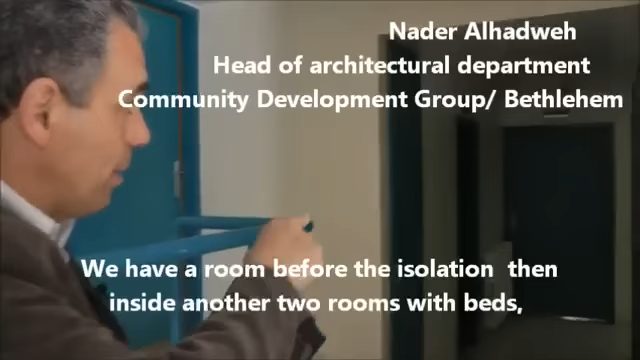 Nader Alhadweh
Head of architectural department
Community Development Group/ Bethlehem
We have a room before the isolation then
inside another two rooms with beds,